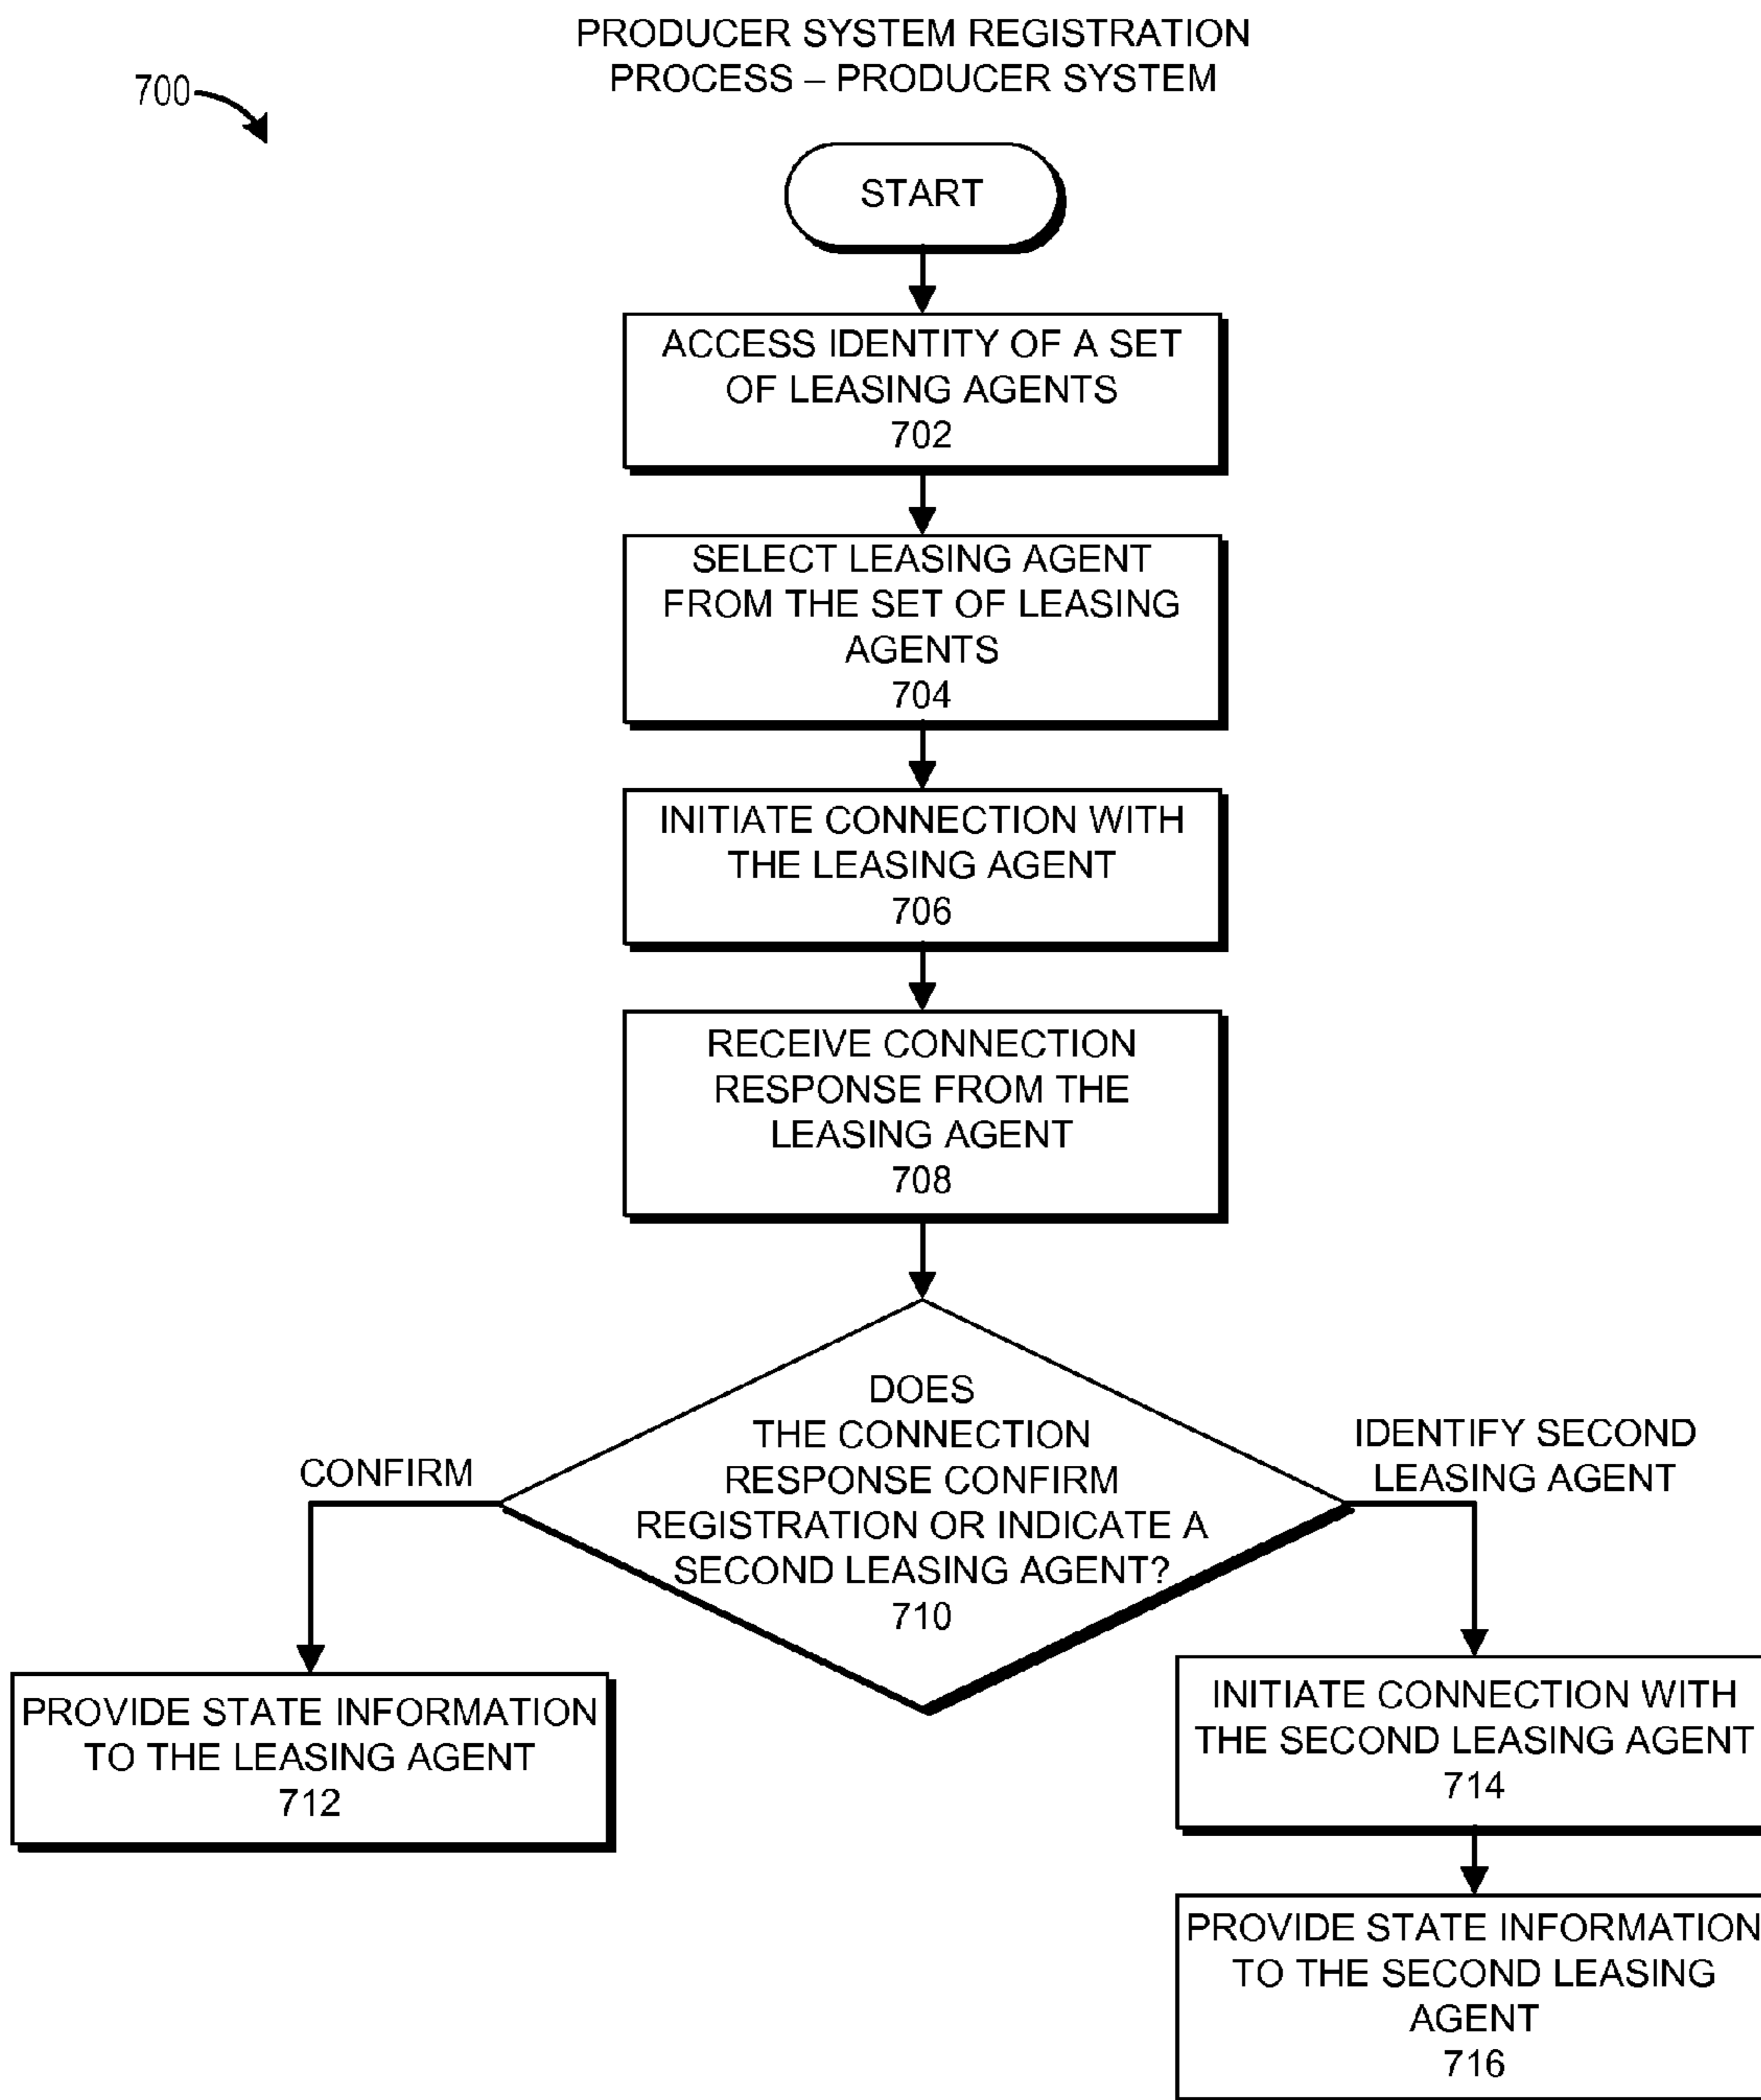 PRODUCER SYSTEM REGISTRATION
PROCESS – PRODUCER SYSTEM
700
START
ACCESS IDENTITY OF A SET
OF LEASING AGENTS
702
SELECT LEASING AGENT
FROM THE SET OF LEASING
AGENTS
704
INITIATE CONNECTION WITH
THE LEASING AGENT
706
RECEIVE CONNECTION
RESPONSE FROM THE
LEASING AGENT
708
DOES
THE CONNECTION
RESPONSE CONFIRM
REGISTRATION OR INDICATE A
SECOND LEASING AGENT?
710
CONFIRM
IDENTIFY SECOND
LEASING AGENT
PROVIDE STATE INFORMATION
TO THE LEASING AGENT
712
INITIATE CONNECTION WITH
THE SECOND LEASING AGENT
714
PROVIDE STATE INFORMATION
TO THE SECOND LEASING
AGENT
716